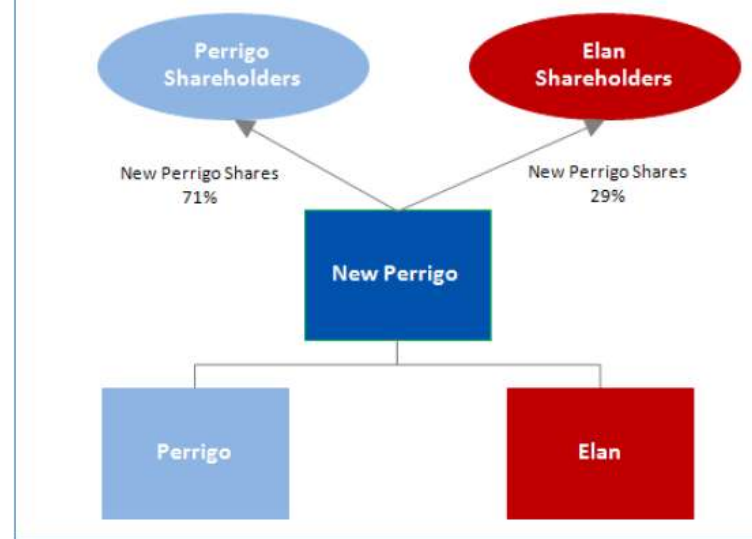 Perrigo
Shareholders
Elan
Shareholders
New Perrigo Shares
71%
New Perrigo Shares
29%
New Perrigo
Perrigo
Elan